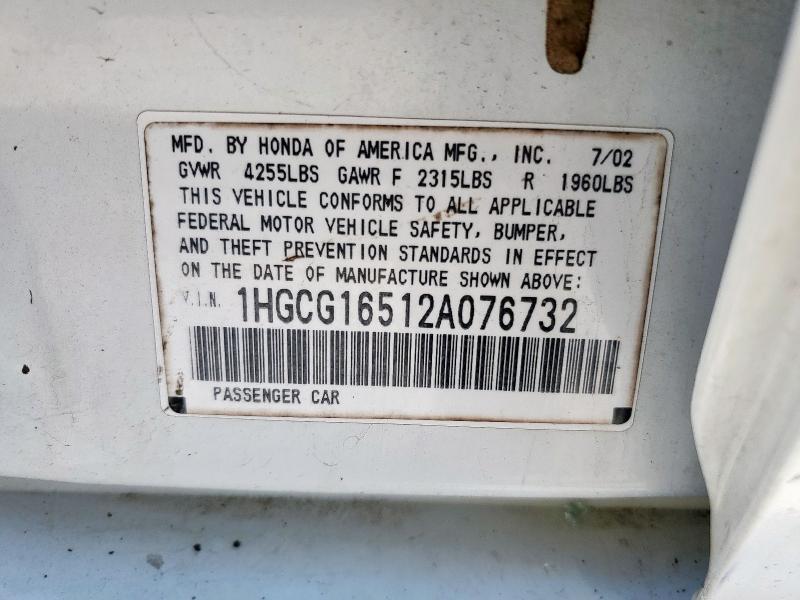 MFD. BY HONDA OF AMERICA MFG., INC. 7/02
GVWR 4255LBS GAWR F 2315LBS R 1960LBS
THIS VEHICLE CONFORMS TO ALL APPLICABLE
FEDERAL MOTOR VEHICLE SAFETY, BUMPER,
AND THEFT PREVENTION STANDARDS IN EFFECT
ON THE DATE OF MANUFACTURE SHOWN ABOVE:
V.I.N. 1HGCG16512A076732
PASSENGER CAR